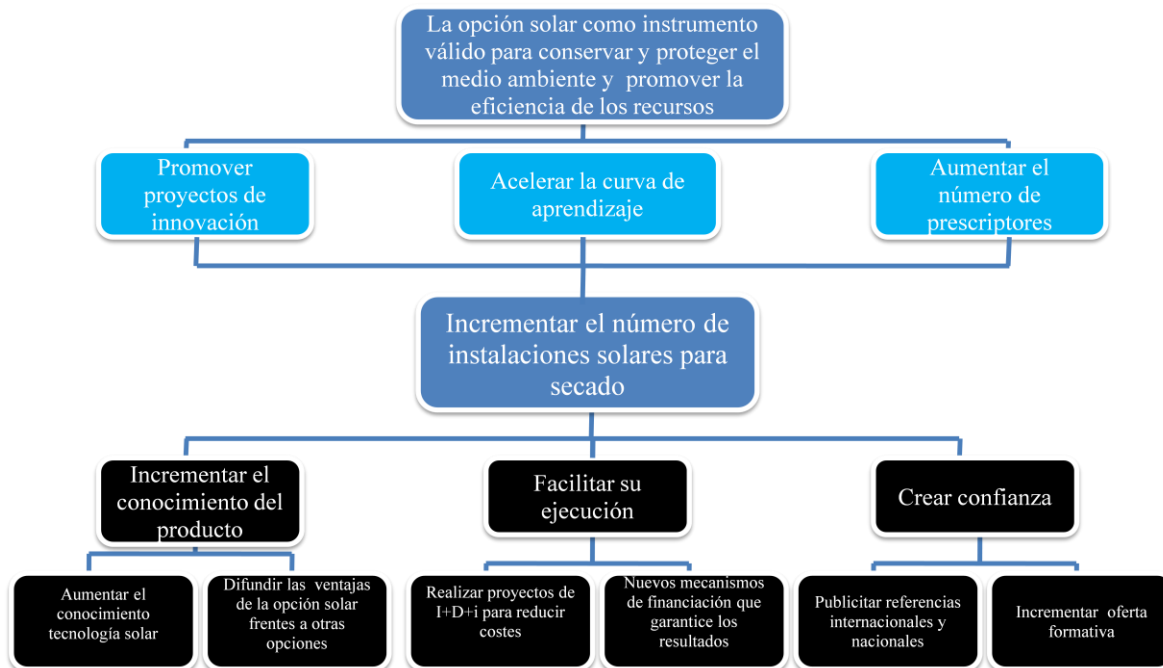 La opción solar como instrumento
válido para conservar y proteger el
medio ambiente y promover la
eficiencia de los recursos
Promover
proyectos de
innovación
Acelerar la curva de
aprendizaje
Aumentar el
número de
prescriptores
Incrementar el número de
instalaciones solares para
secado
Incrementar el
conocimiento del
producto
Facilitar su
ejecución
Crear confianza
Aumentar el
conocimiento
tecnología solar
Difundir las ventajas
de la opción solar
frentes a otras
opciones
Realizar proyectos de
I+D+i para reducir
costes
Nuevos mecanismos
de financiación que
garantice los
resultados
Publicitar referencias
internacionales y
nacionales
Incrementar oferta
formativa